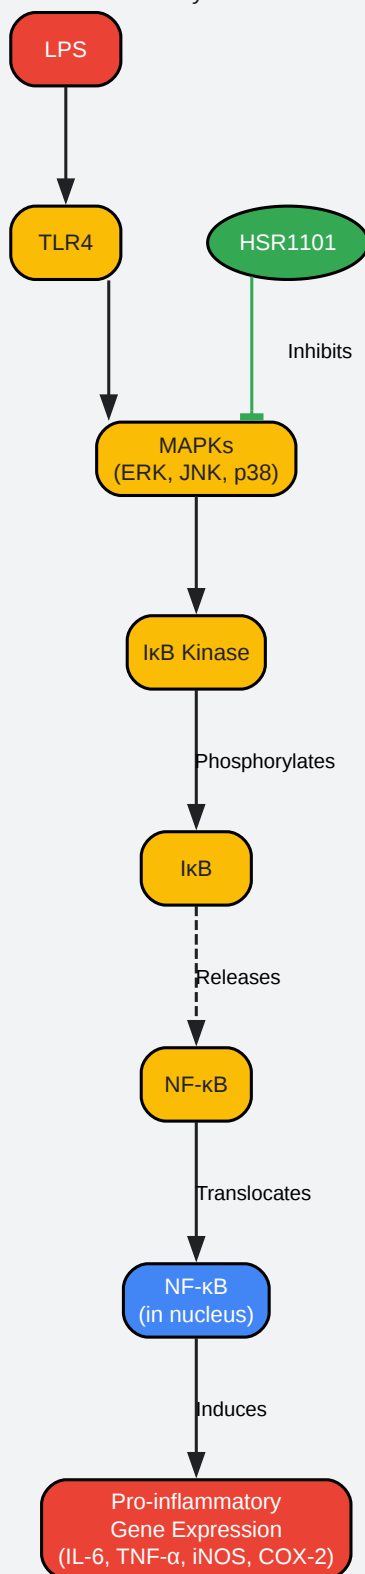 LPS
TLR4
HSR1101
Inhibits
MAPKs
(ERK, JNK, p38)
IκB Kinase
Phosphorylates
IκB
Releases
NF-κB
Translocates
NF-κB
(in nucleus)
Induces
Pro-inflammatory
Gene Expression
(IL-6, TNF-α, iNOS, COX-2)